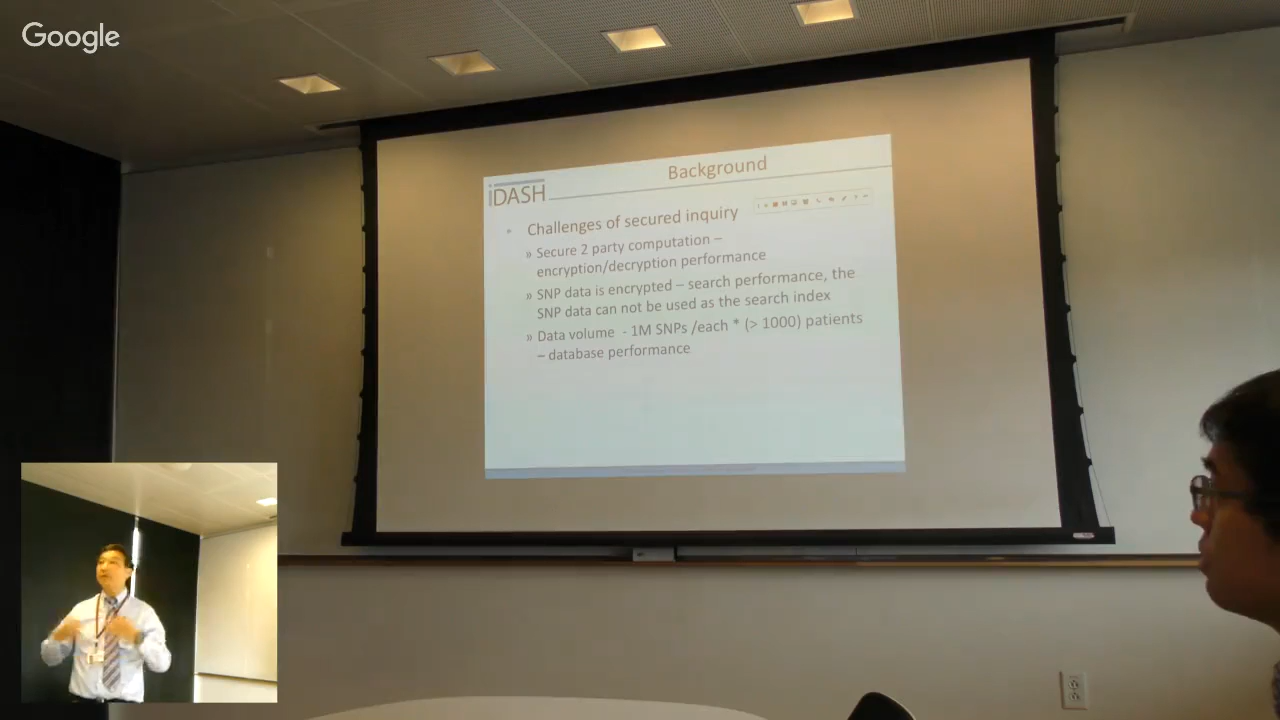 Google
Background
iDASH
Challenges of secured inquiry
» Secure 2 party computation –
encryption/decryption performance
» SNP data is encrypted – search performance, the
SNP data can not be used as the search index
» Data volume - 1M SNPs /each * (> 1000) patients
– database performance